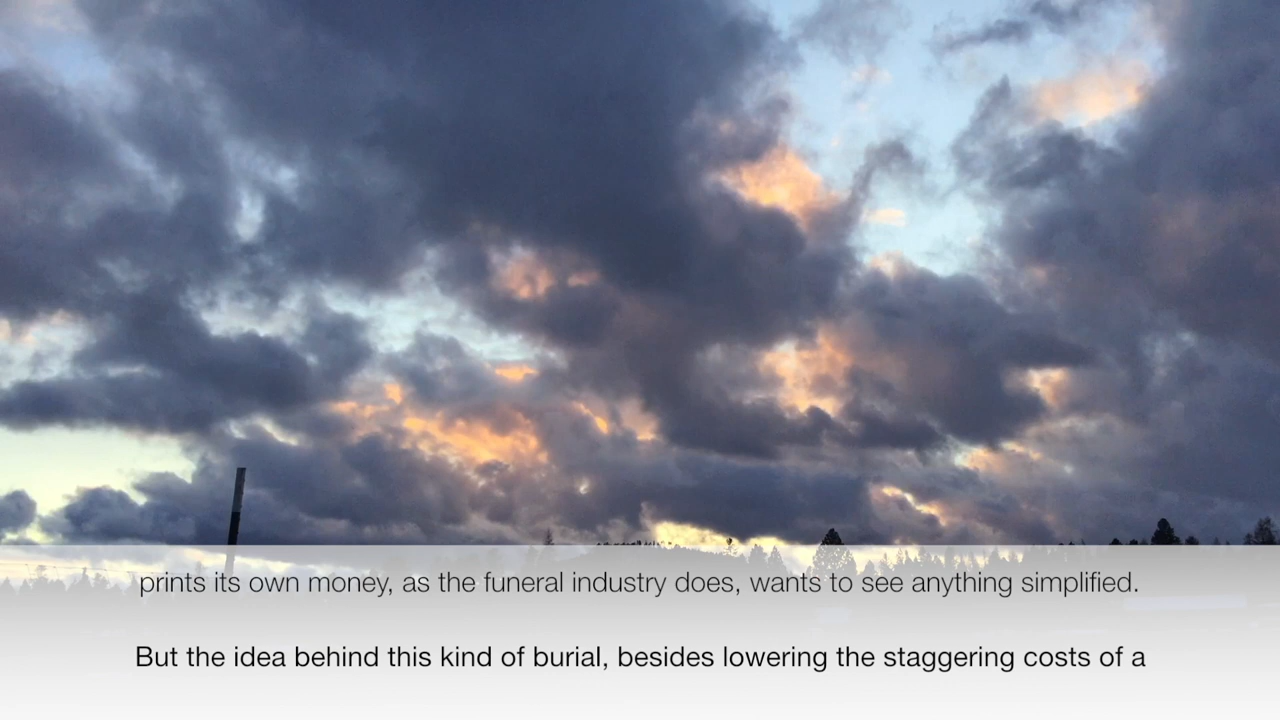 prints its own money, as the funeral industry does, wants to see anything simplified.
But the idea behind this kind of burial, besides lowering the staggering costs of a